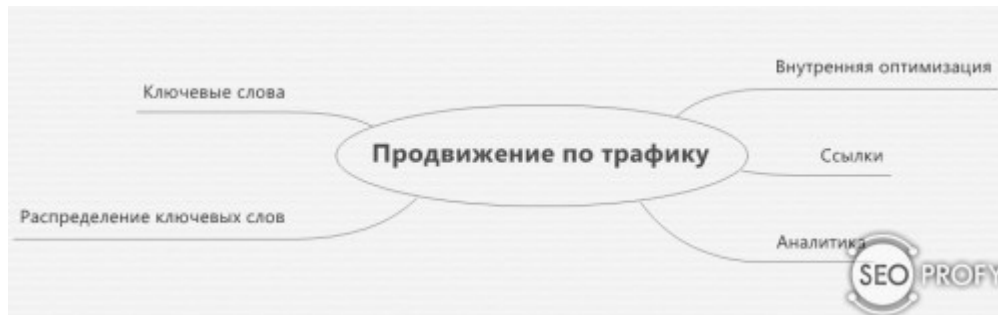 Внутренняя оптимизация
Ключевые слова
Продвижение по трафику
Ссылки
Распределение ключевых слов
Аналитика
SEO PROFY